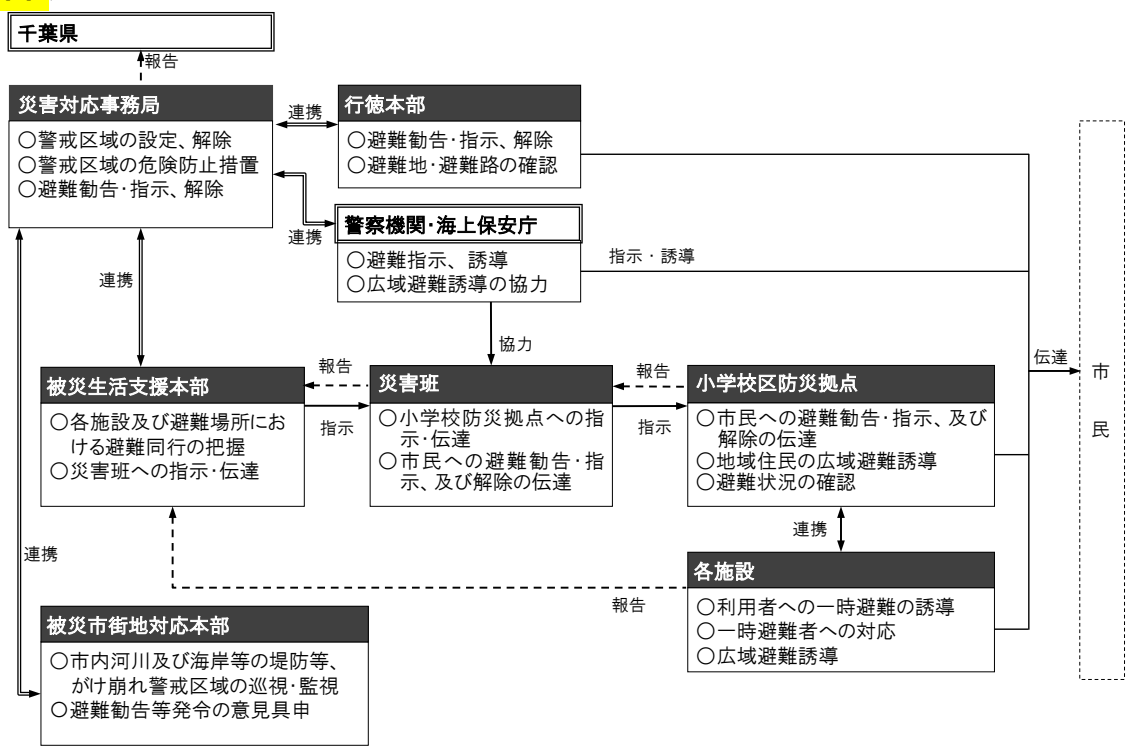 千葉県
報告
災害対応事務局
○警戒区域の設定、解除
○警戒区域の危険防止措置
○避難勧告・指示、解除
連携
行徳本部
○避難勧告・指示、解除
○避難地・避難路の確認
連携
警察機関・海上保安庁
○避難指示、誘導
○広域避難誘導の協力
指示・誘導
連携
協力
伝達
市
民
被災生活支援本部
○各施設及び避難場所にお
ける避難同行の把握
○災害班への指示・伝達
報告
指示
災害班
○小学校防災拠点への指
示・伝達
○市民への避難勧告・指
示、及び解除の伝達
報告
指示
小学校区防災拠点
○市民への避難勧告・指示、及び
解除の伝達
○地域住民の広域避難誘導
○避難状況の確認
連携
連携
各施設
○利用者への一時避難の誘導
○一時避難者への対応
○広域避難誘導
報告
被災市街地対応本部
○市内河川及び海岸等の堤防等、
がけ崩れ警戒区域の巡視・監視
○避難勧告等発令の意見具申